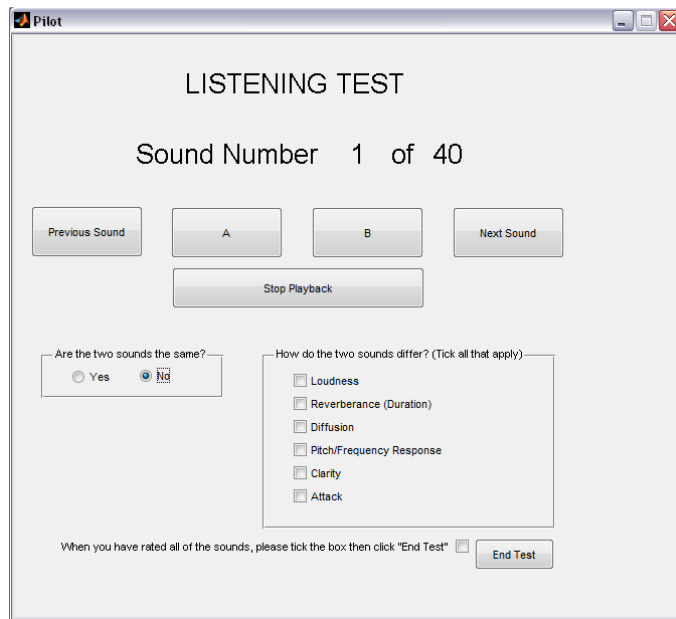 Pilot
LISTENING TEST
Sound Number 1 of 40
Previous Sound
A
B
Next Sound
Stop Playback
Are the two sounds the same?
Yes
No
How do the two sounds differ? (Tick all that apply)
Loudness
Reverberance (Duration)
Diffusion
Pitch/Frequency Response
Clarity
Attack
When you have rated all of the sounds, please tick the box then click "End Test"
End Test